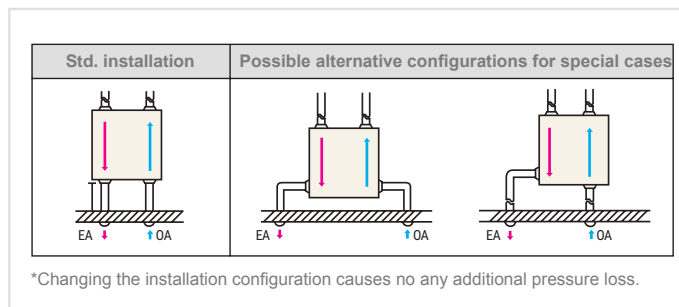 Std. installation
Possible alternative configurations for special cases
EA OA
EA OA
EA OA
*Changing the installation configuration causes no any additional pressure loss.